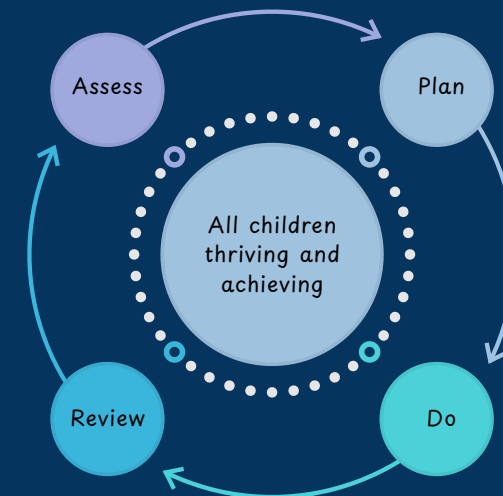 Assess
Plan
All children
thriving and
achieving
Review
Do